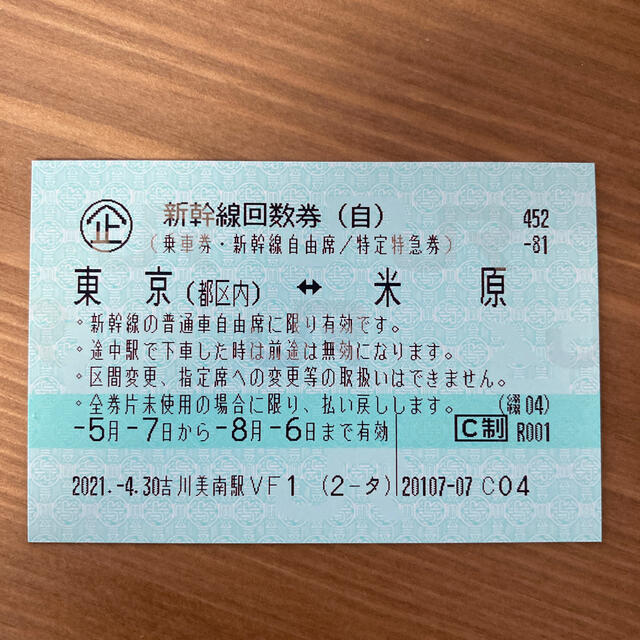 企 新幹線回数券(自) 452
(乗車券・新幹線自由席/特定特急券) -81
東京(都区内) ↔ 米原
・新幹線の普通車自由席に限り有効です。
・途中駅で下車した時は前途は無効になります。
・区間変更、指定席への変更等の取扱いはできません。
・全券片未使用の場合に限り、払い戻しします。 (綴04)
-5月-7日から-8月-6日まで有効 C制 R001
2021.-4.30吉川美南駅VF1 (2-タ) 20107-07 C04